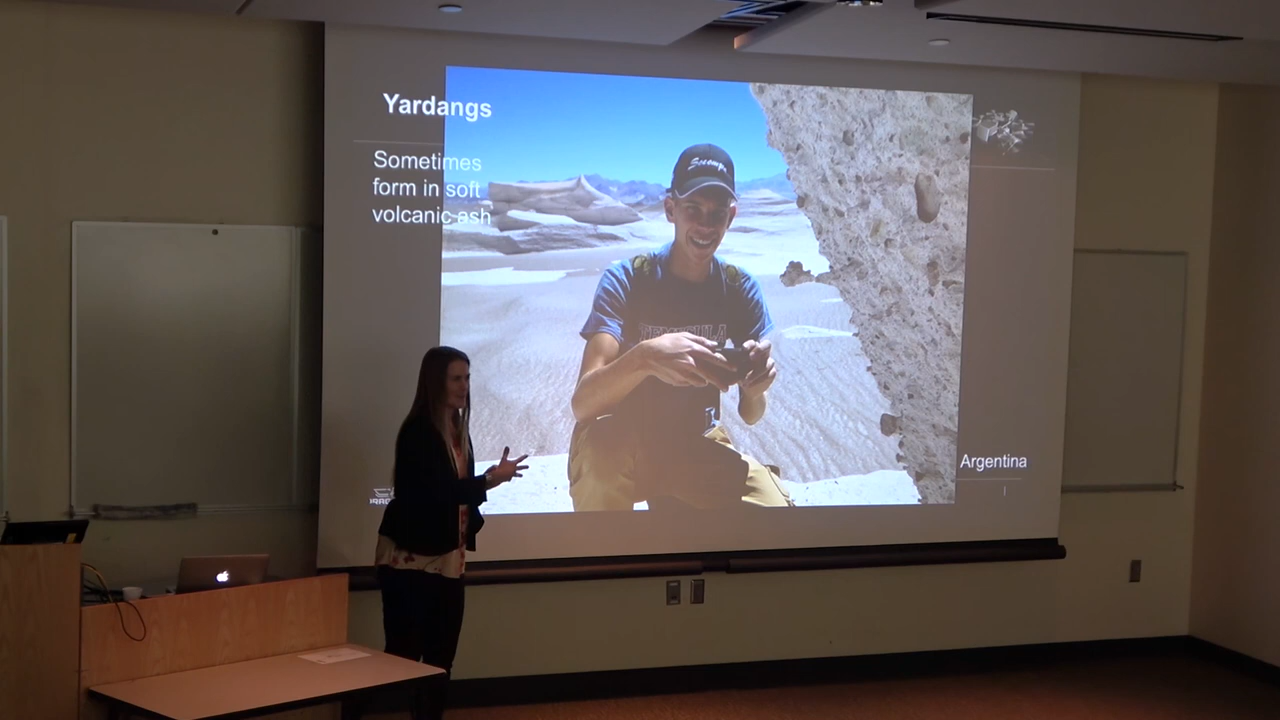 Yardangs
Sometimes
form in soft
volcanic ash
Argentina